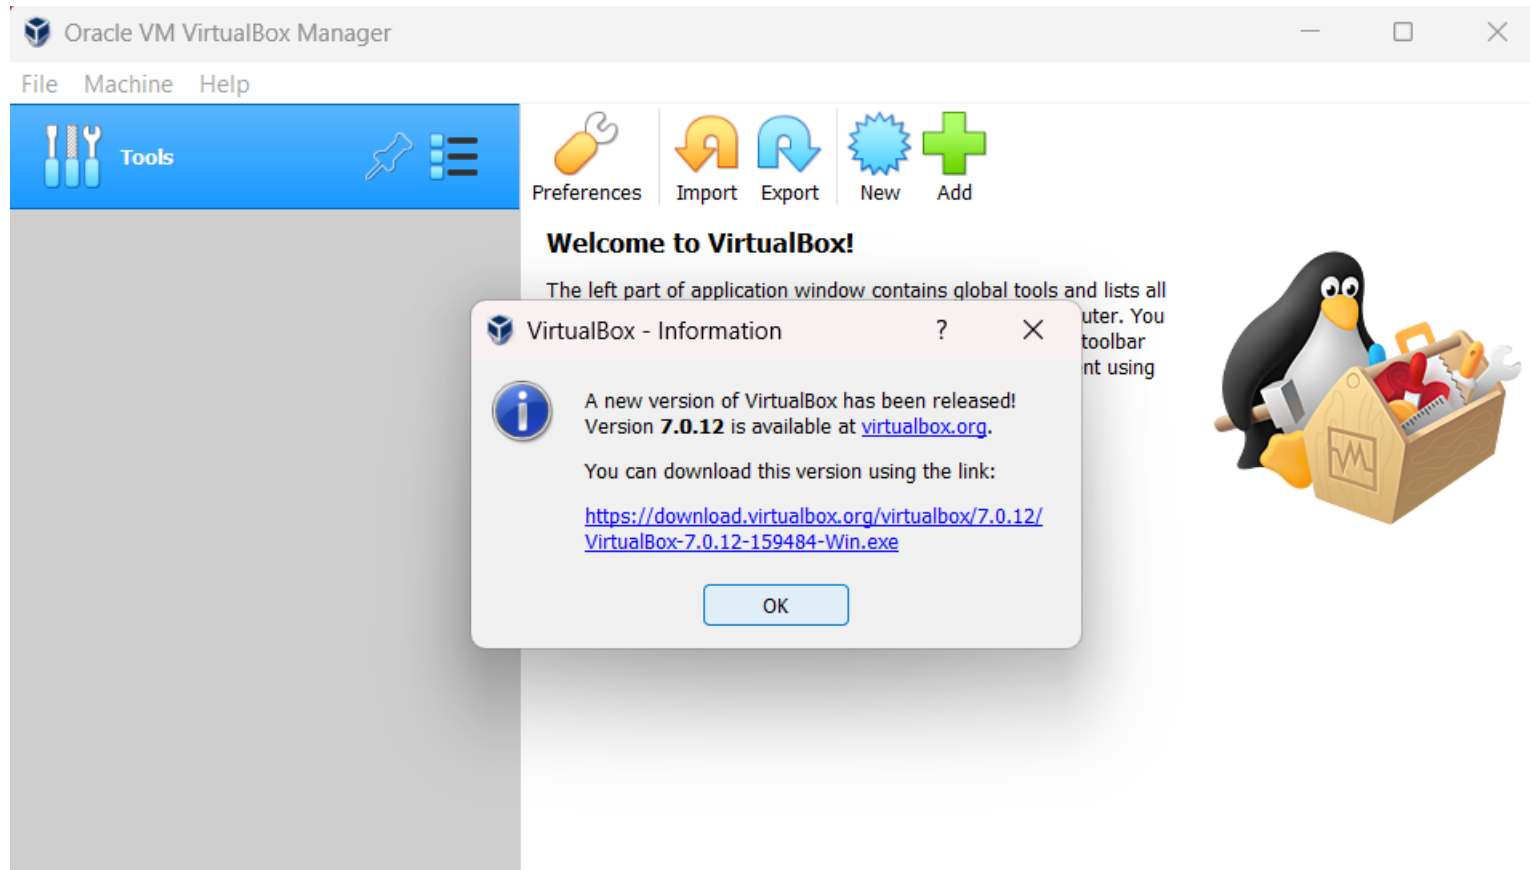 Oracle VM VirtualBox Manager
File Machine Help
Tools
Preferences Import Export New Add
Welcome to VirtualBox!
The left part of application window contains global tools and lists all
uter. You
toolbar
nt using
VirtualBox - Information ?
A new version of VirtualBox has been released!
Version 7.0.12 is available at virtualbox.org.
You can download this version using the link:
https://download.virtualbox.org/virtualbox/7.0.12/
VirtualBox-7.0.12-159484-Win.exe
OK